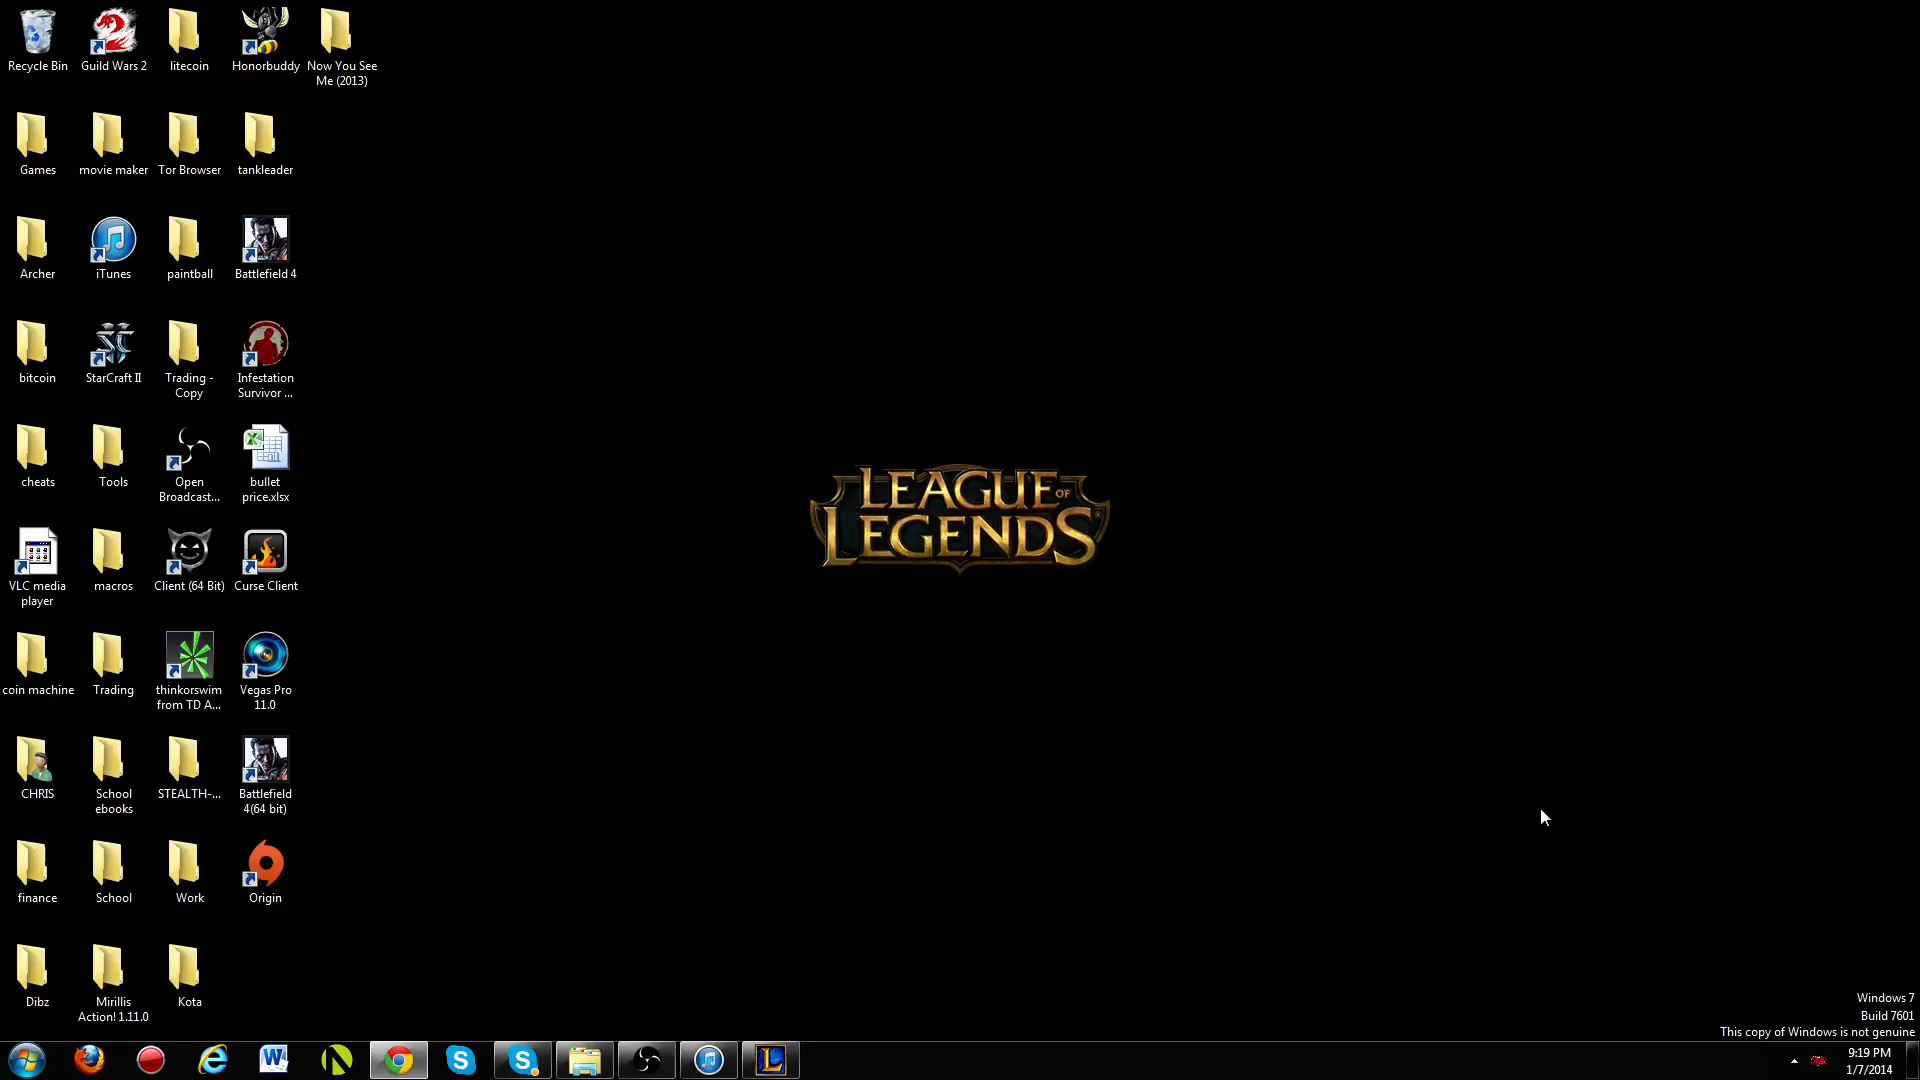 Recycle Bin
Guild Wars 2
litecoin
Honorbuddy
Now You See
Me (2013)
Games
movie maker
Tor Browser
tankleader
Archer
iTunes
paintball
Battlefield 4
bitcoin
StarCraft II
Trading -
Copy
Infestation
Survivor ...
cheats
Tools
Open
Broadcast...
bullet
price.xlsx
VLC media
player
macros
Client (64 Bit)
Curse Client
coin machine
Trading
thinkorswim
from TD A...
Vegas Pro
11.0
CHRIS
School
ebooks
STEALTH-...
Battlefield
4(64 bit)
finance
School
Work
Origin
Dibz
Mirillis
Action! 1.11.0
Kota
LEAGUE OF
LEGENDS®
Windows 7
Build 7601
This copy of Windows is not genuine
9:19 PM
1/7/2014